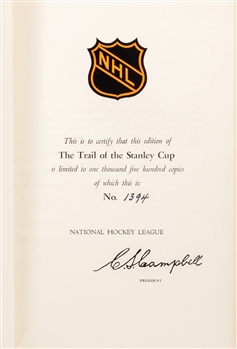 NHL
This is to certify that this edition of
The Trail of the Stanley Cup
is limited to one thousand five hundred copies
of which this is:
No. 1394
NATIONAL HOCKEY LEAGUE
C. S. Campbell
PRESIDENT